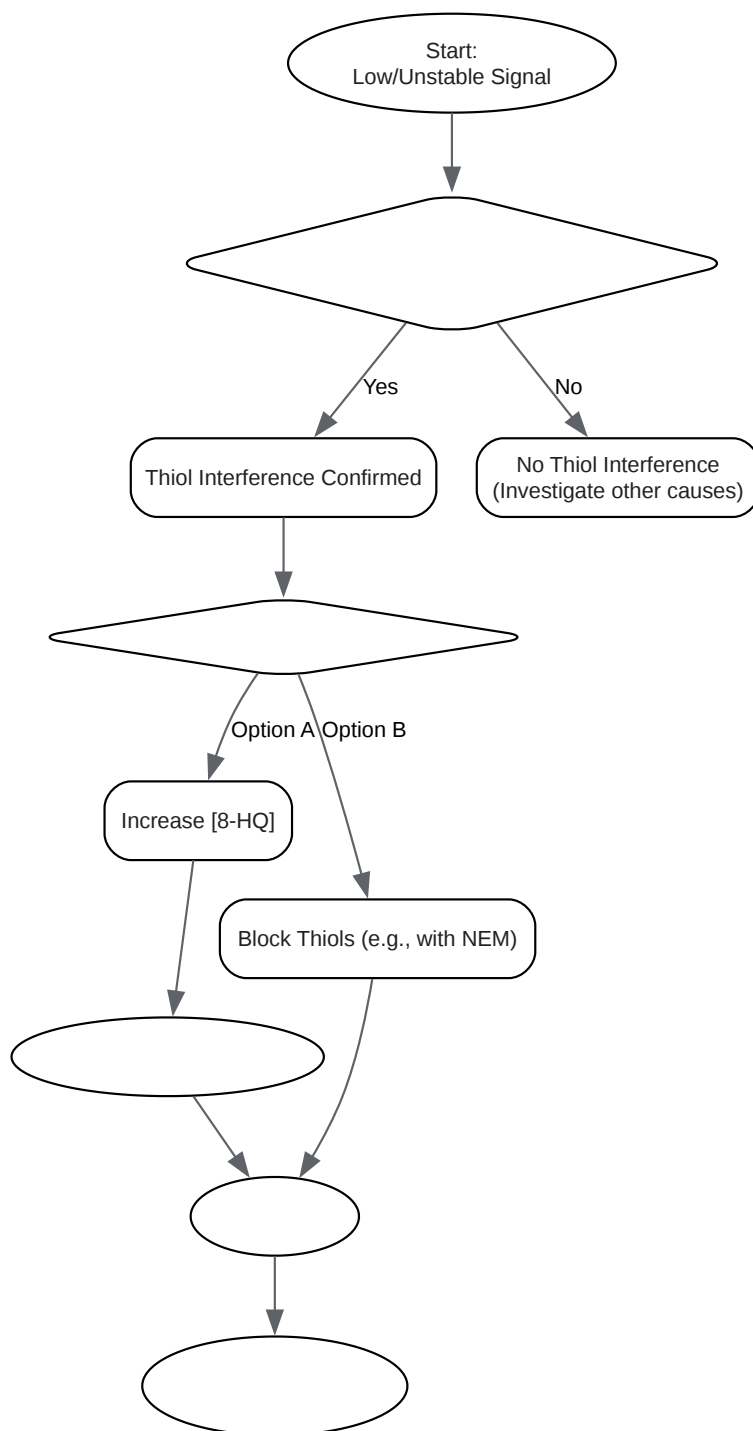 Start:
Low/Unstable Signal
Yes
No
Thiol Interference Confirmed
No Thiol Interference
(Investigate other causes)
Option A
Option B
Increase [8-HQ]
Block Thiols (e.g., with NEM)